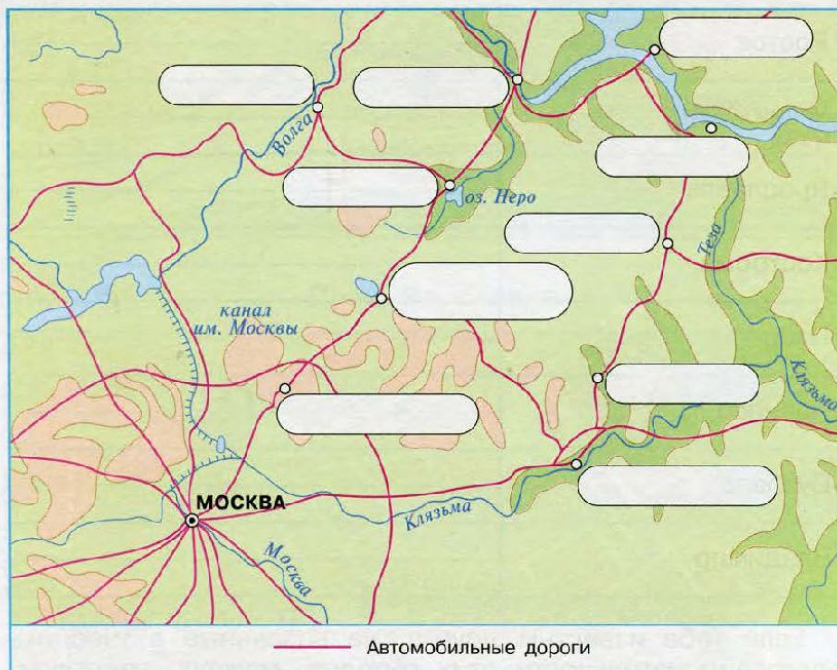 Волга
оз. Неро
Теза
канал
им. Москвы
Клязьма
МОСКВА
Клязьма
Москва
Автомобильные дороги